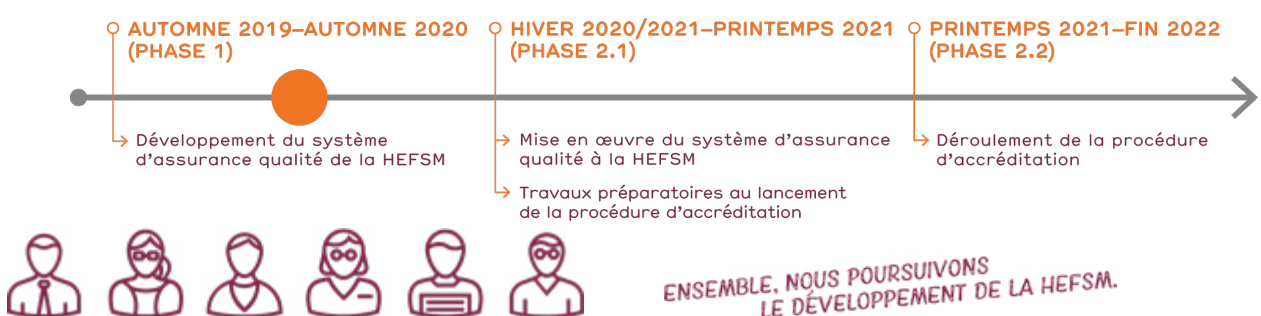 AUTOMNE 2019–AUTOMNE 2020
(PHASE 1)
Développement du système
d'assurance qualité de la HEFSM
HIVER 2020/2021–PRINTEMPS 2021
(PHASE 2.1)
Mise en œuvre du système d'assurance
qualité à la HEFSM
Travaux préparatoires au lancement
de la procédure d'accréditation
PRINTEMPS 2021–FIN 2022
(PHASE 2.2)
Déroulement de la procédure
d'accréditation
ENSEMBLE, NOUS POURSUIVONS
LE DÉVELOPPEMENT DE LA HEFSM.